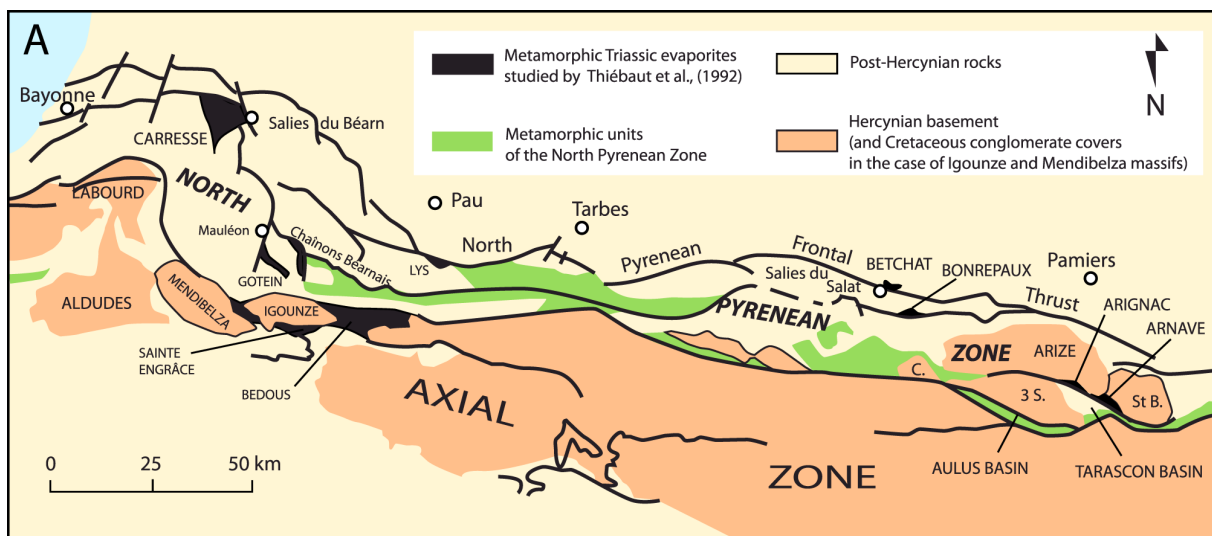 A
Metamorphic Triassic evaporites
studied by Thiébaut et al., (1992)
Post-Hercynian rocks
Metamorphic units
of the North Pyrenean Zone
Hercynian basement
(and Cretaceous conglomerate covers
in the case of Igounze and Mendibelza massifs)
N
Bayonne
CARRESSE
Salies du Béarn
LABOURD
NORTH
Mauléon
Chaînons Béarnais
GOTEIN
LYS
Pau
Tarbes
North
Pyrenean
Frontal
Thrust
Salies du
Salat
BETCHAT
BONREPAUX
Pamiers
ARIGNAC
ARNAVE
ALDUDES
MENDIBELZA
IGOUNZE
PYRENEAN
ZONE
ARIZE
C.
3 S.
St B.
SAINTE
ENGRÂCE
BEDOUS
AXIAL
ZONE
AULUS BASIN
TARASCON BASIN
0 25 50 km